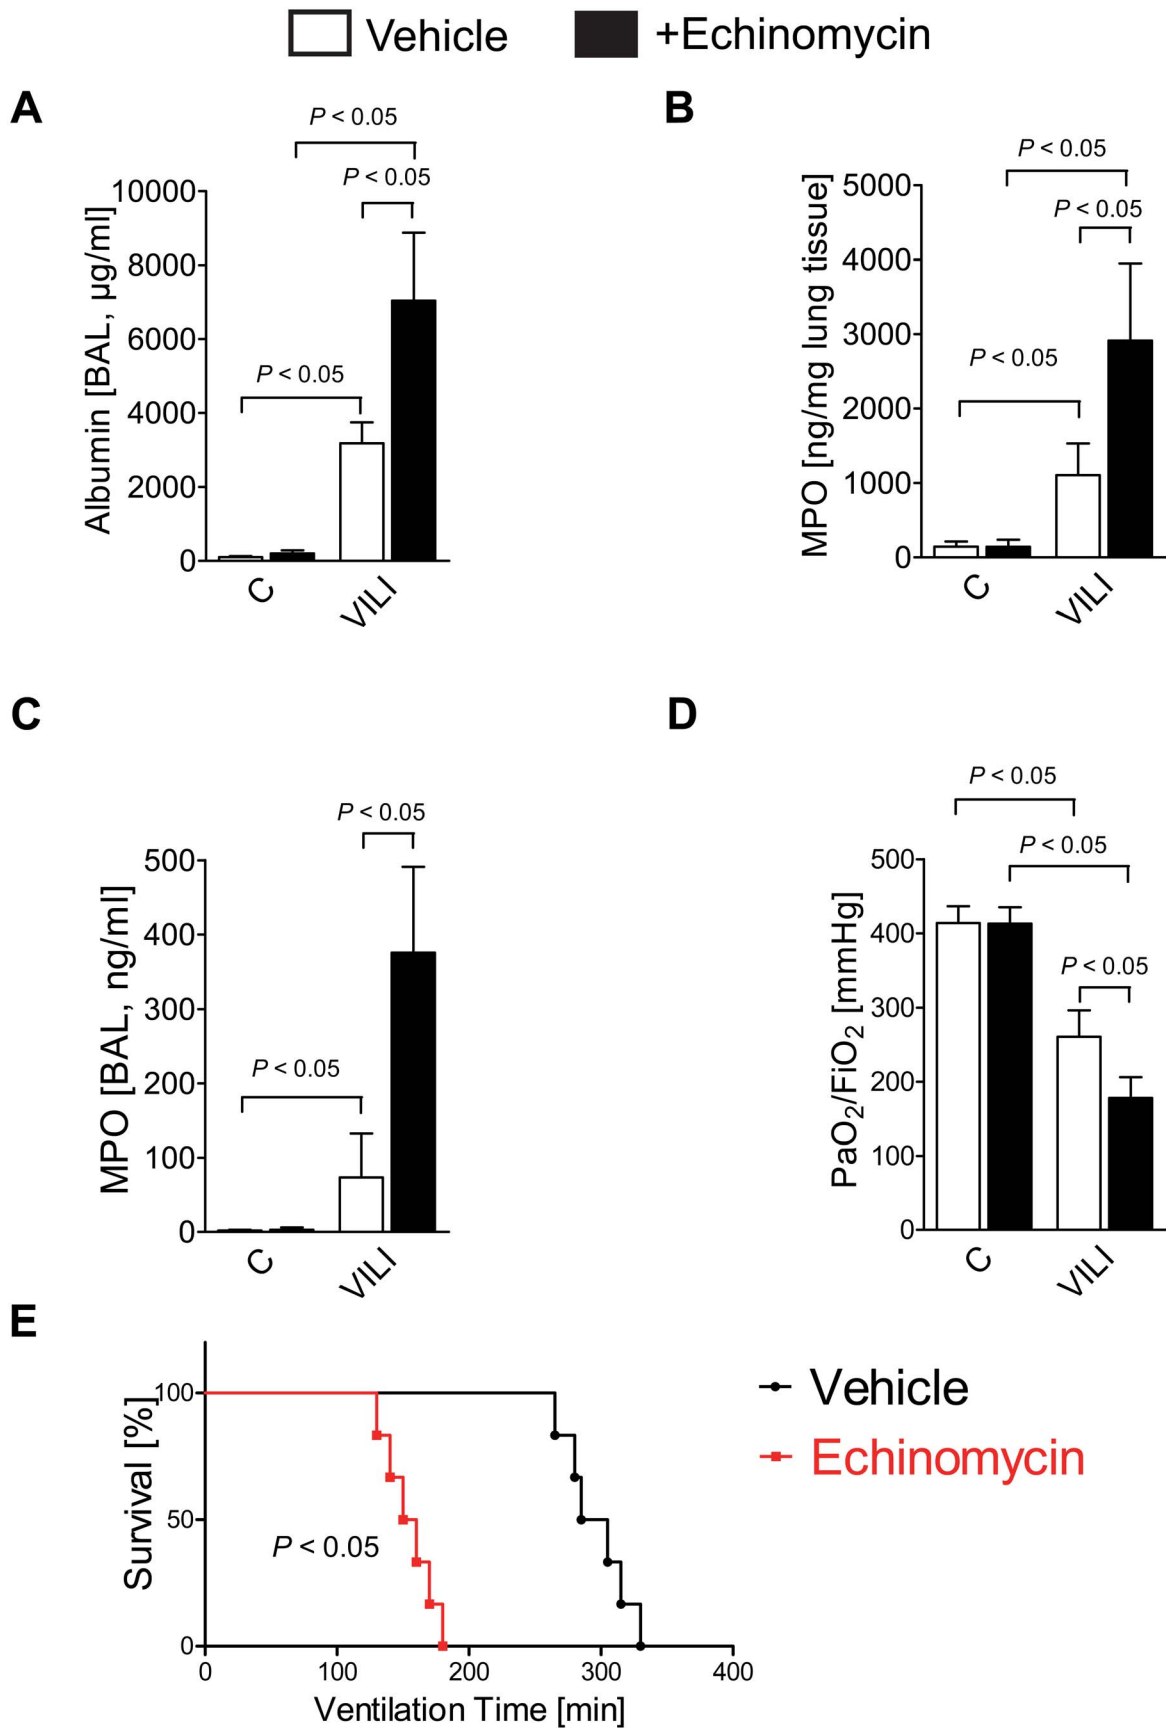 Vehicle
+Echinomycin
A
P < 0.05
P < 0.05
P < 0.05
Albumin [BAL, µg/ml]
10000
8000
6000
4000
2000
0
C
VILI
B
P < 0.05
P < 0.05
P < 0.05
MPO [ng/mg lung tissue]
5000
4000
3000
2000
1000
0
C
VILI
C
P < 0.05
P < 0.05
MPO [BAL, ng/ml]
500
400
300
200
100
0
C
VILI
D
P < 0.05
P < 0.05
P < 0.05
PaO₂/FiO₂ [mmHg]
500
400
300
200
100
0
C
VILI
E
Survival [%]
100
50
0
P < 0.05
0
100
200
300
400
Ventilation Time [min]
Vehicle
Echinomycin